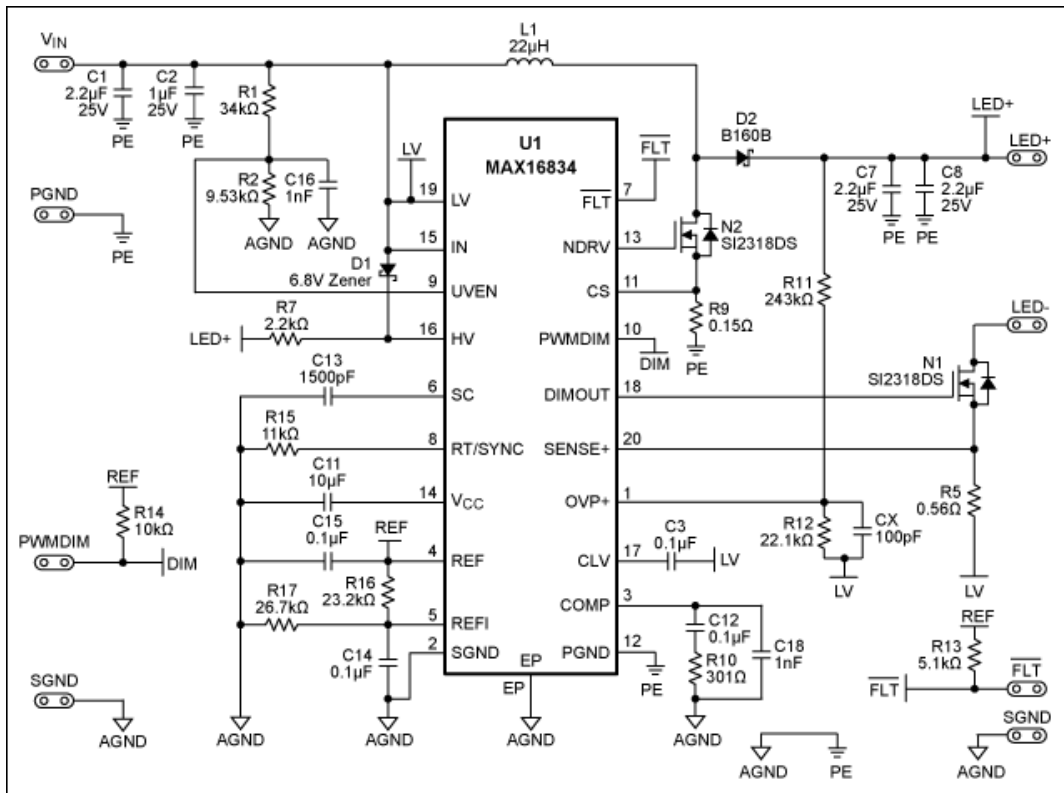 VIN
L1
22µH
C1
2.2µF
25V
PE
C2
1µF
25V
PE
R1
34kΩ
R2
9.53kΩ
AGND
C16
1nF
AGND
PGND
PE
LV
U1
MAX16834
19 LV
15 IN
9 UVEN
16 HV
6 SC
8 RT/SYNC
14 VCC
4 REF
5 REFI
2 SGND
EP
EP
AGND
FLT
7
FLT
NDRV 13
CS 11
PWMDIM 10
DIM
DIMOUT 18
SENSE+ 20
OVP+ 1
CLV 17
COMP 3
PGND 12
PE
D1
6.8V Zener
LED+
R7
2.2kΩ
C13
1500pF
R15
11kΩ
C11
10µF
C15
0.1µF
REF
R16
23.2kΩ
R17
26.7kΩ
C14
0.1µF
AGND
AGND
REF
R14
10kΩ
PWMDIM
DIM
SGND
AGND
D2
B160B
LED+
LED+
C7
2.2µF
25V
PE
C8
2.2µF
25V
PE
N2
SI2318DS
R9
0.15Ω
PE
R11
243kΩ
LED-
N1
SI2318DS
R5
0.56Ω
LV
R12
22.1kΩ
CX
100pF
LV
C3
0.1µF
LV
C12
0.1µF
R10
301Ω
C18
1nF
AGND
REF
R13
5.1kΩ
FLT
FLT
SGND
AGND
AGND
PE